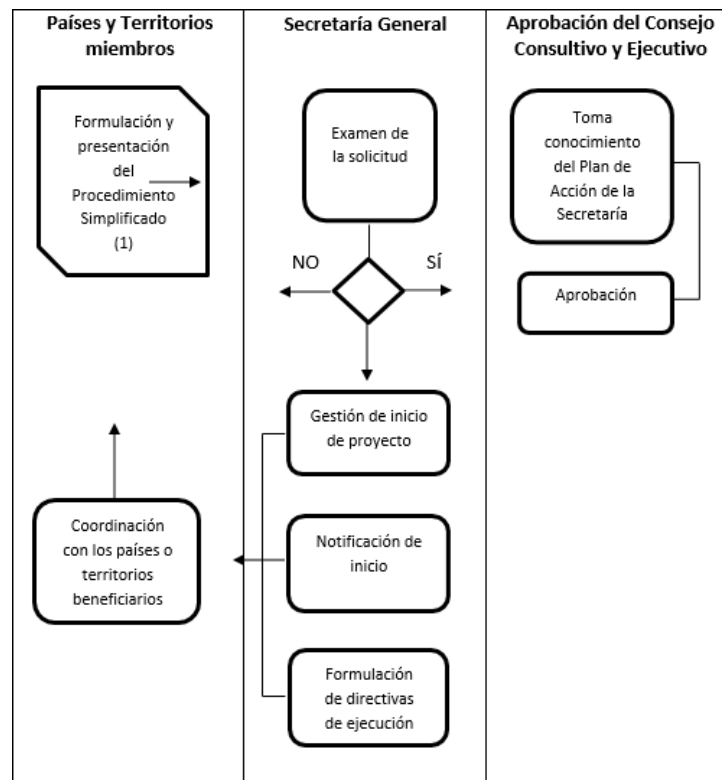 Países y Territorios
miembros
Formulación y
presentación
del
Procedimiento
Simplificado
(1)
Coordinación
con los países o
territorios
beneficiarios
Secretaría General
Examen de
la solicitud
NO
SÍ
Gestión de inicio
de proyecto
Notificación de
inicio
Formulación
de directivas
de ejecución
Aprobación del Consejo
Consultivo y Ejecutivo
Toma
conocimiento
del Plan de
Acción de la
Secretaría
Aprobación